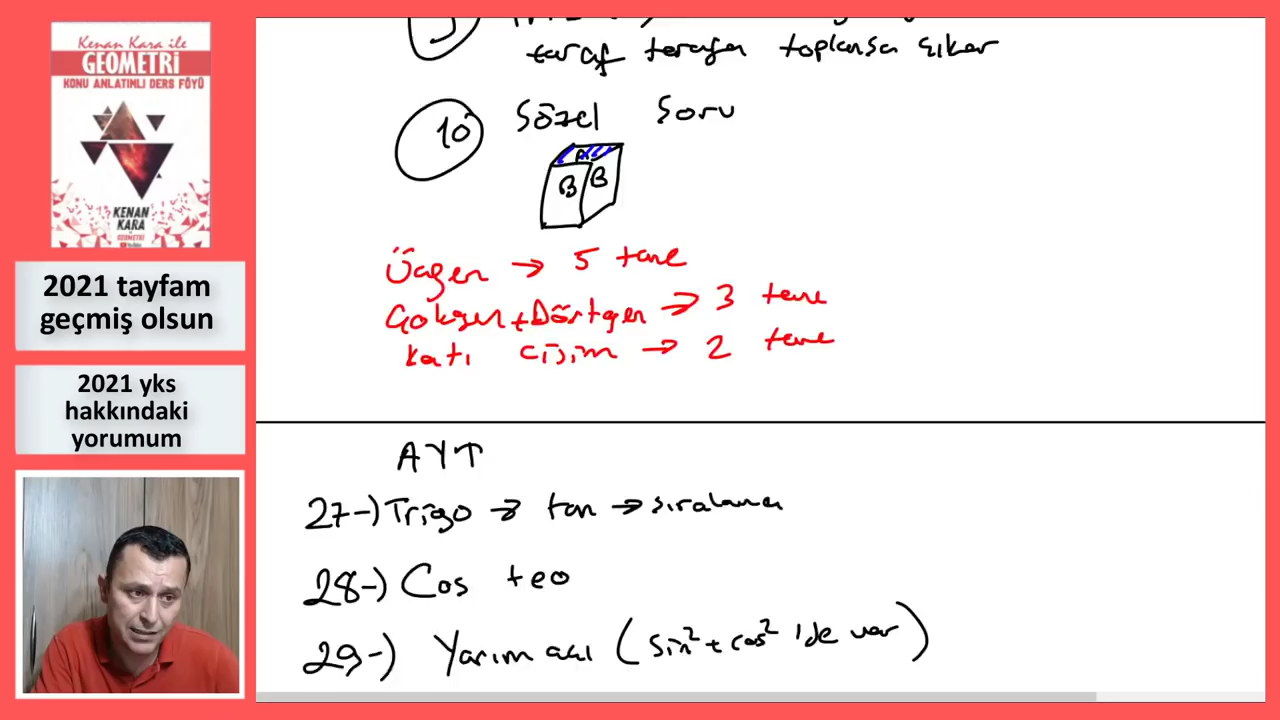 Kenan Kara ile
GEOMETRİ
KONU ANLATIMLI DERS FÖYÜ
KENAN
KARA
GEOMETRİ
YouTube
2021 tayfam
geçmiş olsun
2021 yks
hakkındaki
yorumum
taraf tarafa toplansa çıkar
10 Sözel Soru
A
B B
Üçgen → 5 tane
Çokgen+Dörtgen → 3 tane
Katı cisim → 2 tane
AYT
27-) Trigo → tan → sıralama
28-) Cos teo
29-) Yarım açı (sin²+cos² 'de var)